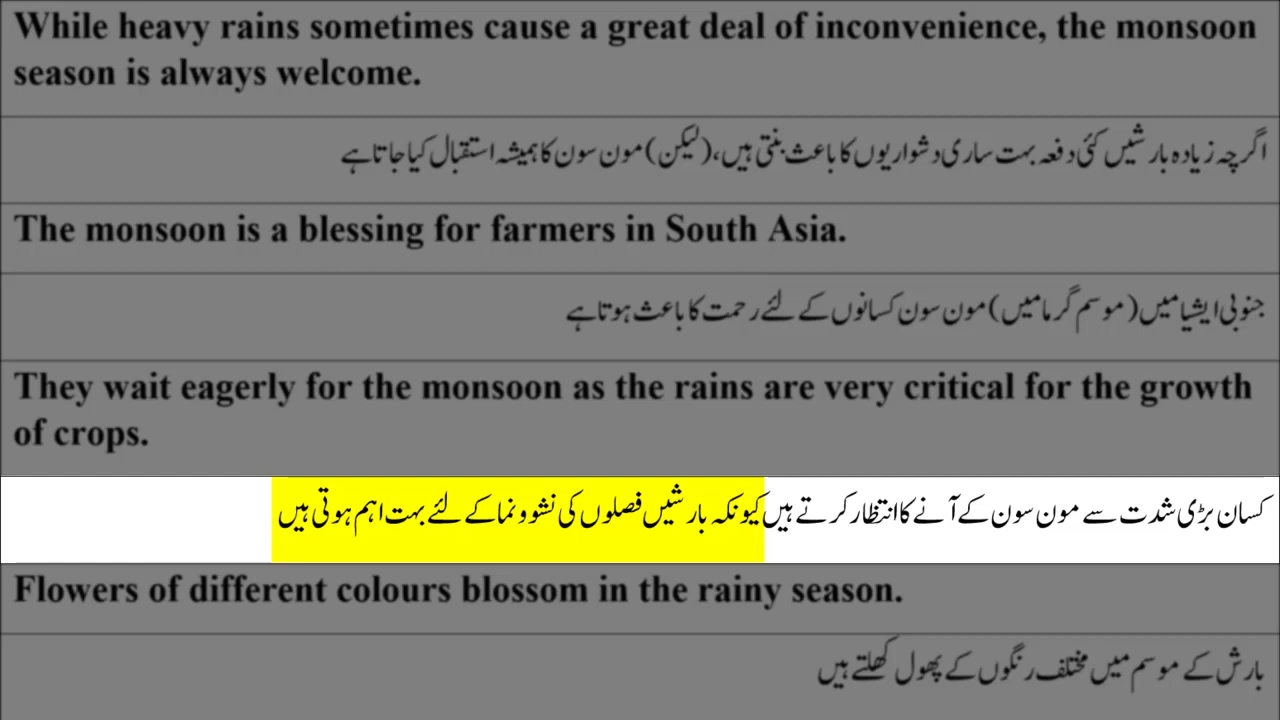 While heavy rains sometimes cause a great deal of inconvenience, the monsoon
season is always welcome.
اگرچہ زیادہ بارشیں کئی دفعہ بہت ساری دشواریوں کا باعث بنتی ہیں، (لیکن) مون سون کا ہمیشہ استقبال کیا جاتا ہے
The monsoon is a blessing for farmers in South Asia.
جنوبی ایشیا میں (موسم گرما میں) مون سون کسانوں کے لئے رحمت کا باعث ہوتا ہے
They wait eagerly for the monsoon as the rains are very critical for the growth
of crops.
کسان بڑی شدت سے مون سون کے آنے کا انتظار کرتے ہیں کیونکہ بارشیں فصلوں کی نشوونما کے لئے بہت اہم ہوتی ہیں
Flowers of different colours blossom in the rainy season.
بارش کے موسم میں مختلف رنگوں کے پھول کھلتے ہیں